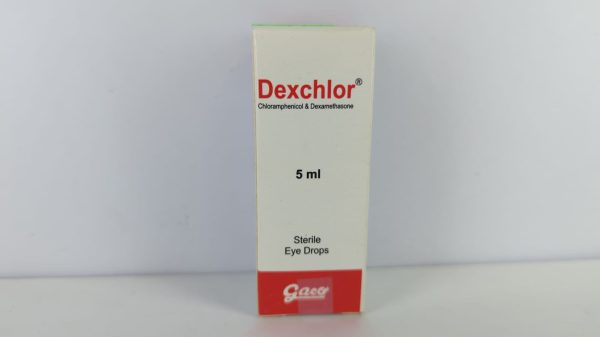 Dexchlor®
Chloramphenicol & Dexamethasone
5 ml
Sterile
Eye Drops
gaco